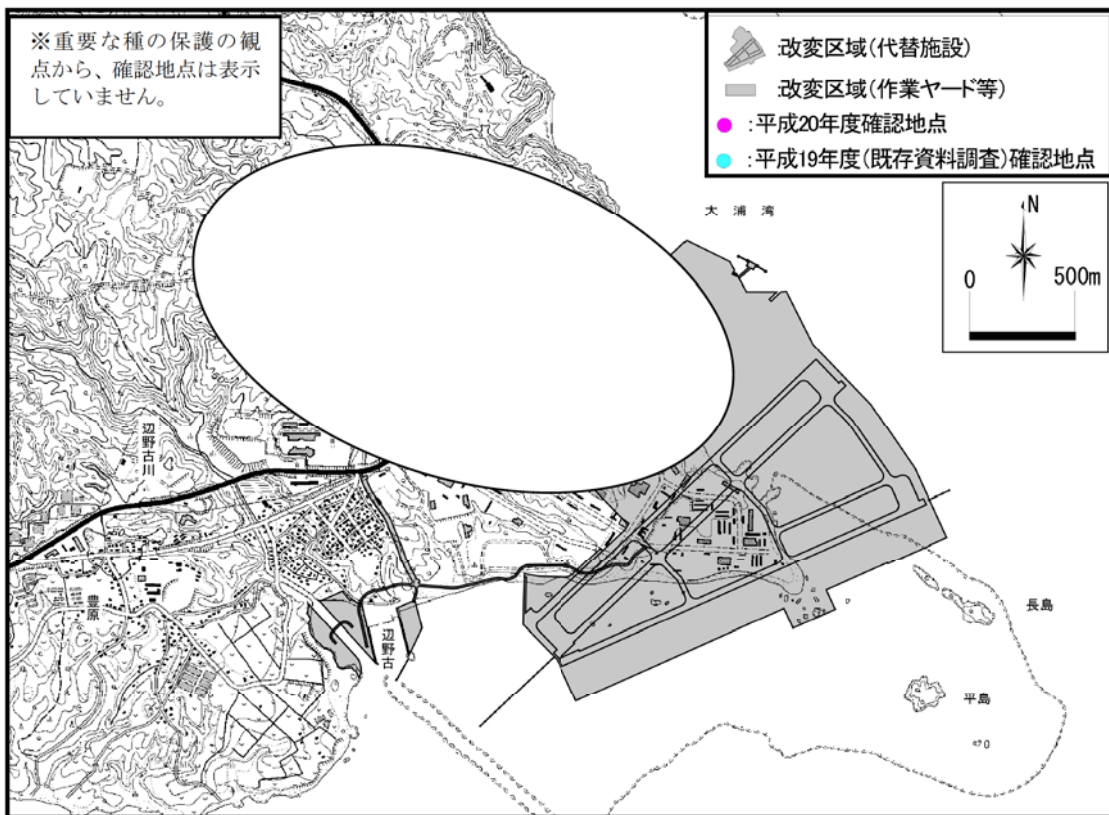 ※重要な種の保護の観
点から、確認地点は表示
していません。
:改変区域(代替施設)
:改変区域(作業ヤード等)
:平成20年度確認地点
:平成19年度(既存資料調査)確認地点
大浦湾
N
0 500m
辺野古川
豊原
辺野古
長島
平島